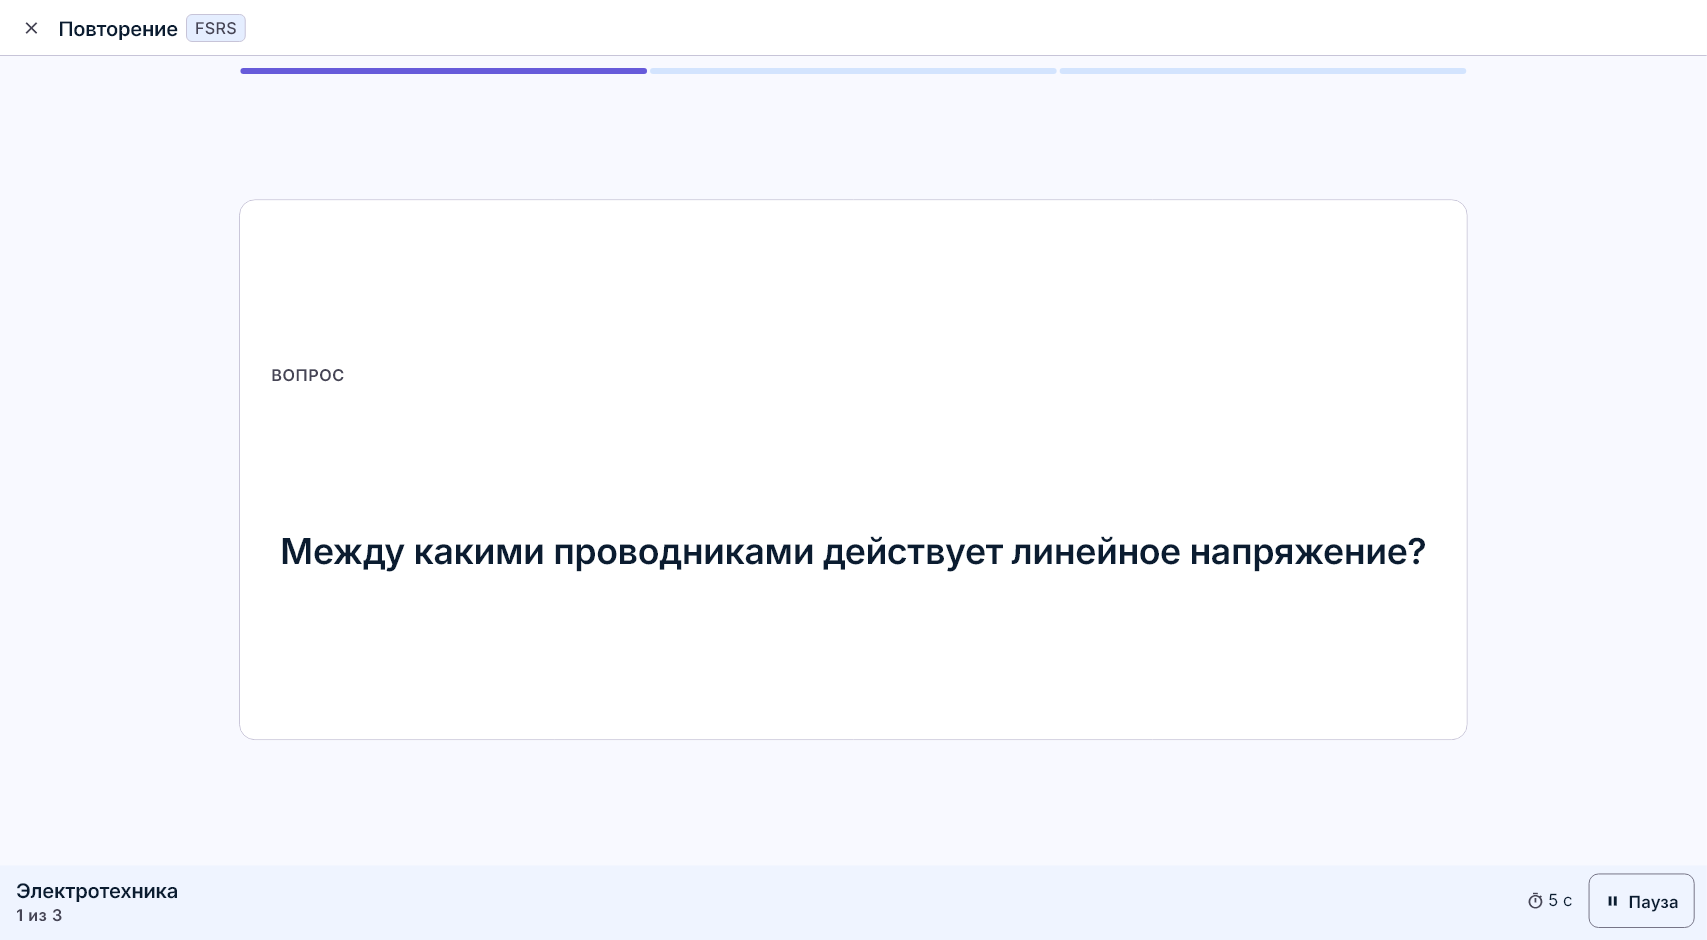 Повторение FSRS
ВОПРОС
Между какими проводниками действует линейное напряжение?
Электротехника
1 из 3
5 с
Пауза